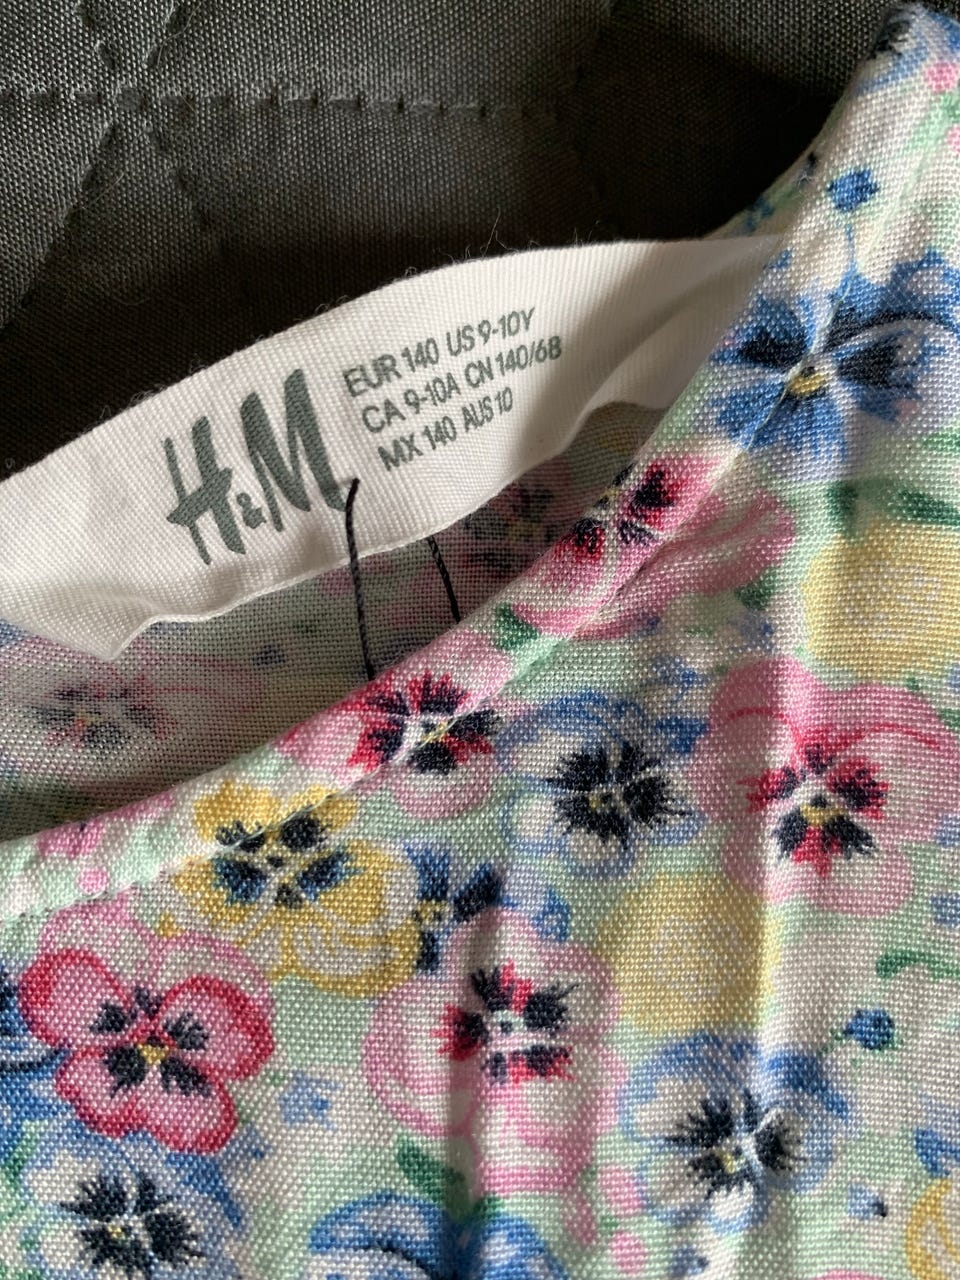 H&M
EUR 140 US 9-10Y
CA 9-10A CN 140/68
MX 140 AUS 10